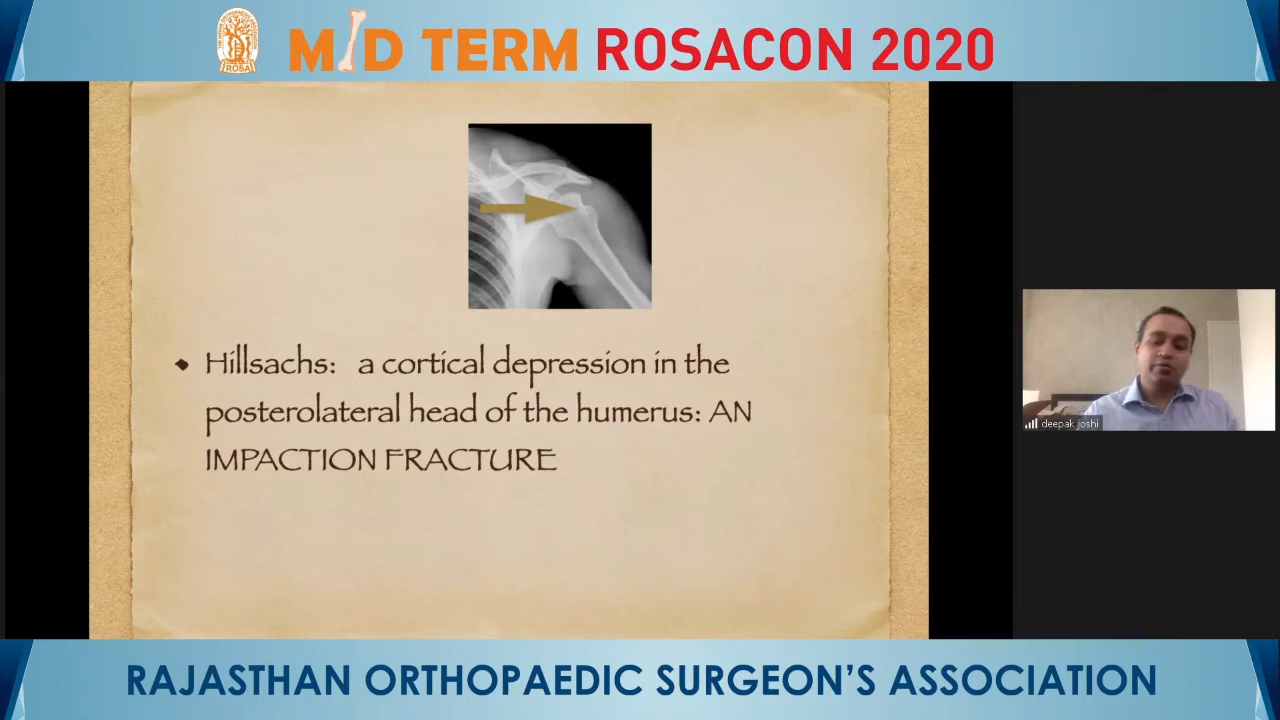 MID TERM ROSACON 2020
ROSA
• Hillsachs: a cortical depression in the
posterolateral head of the humerus: AN
IMPACTION FRACTURE
deepak joshi
RAJASTHAN ORTHOPAEDIC SURGEON'S ASSOCIATION